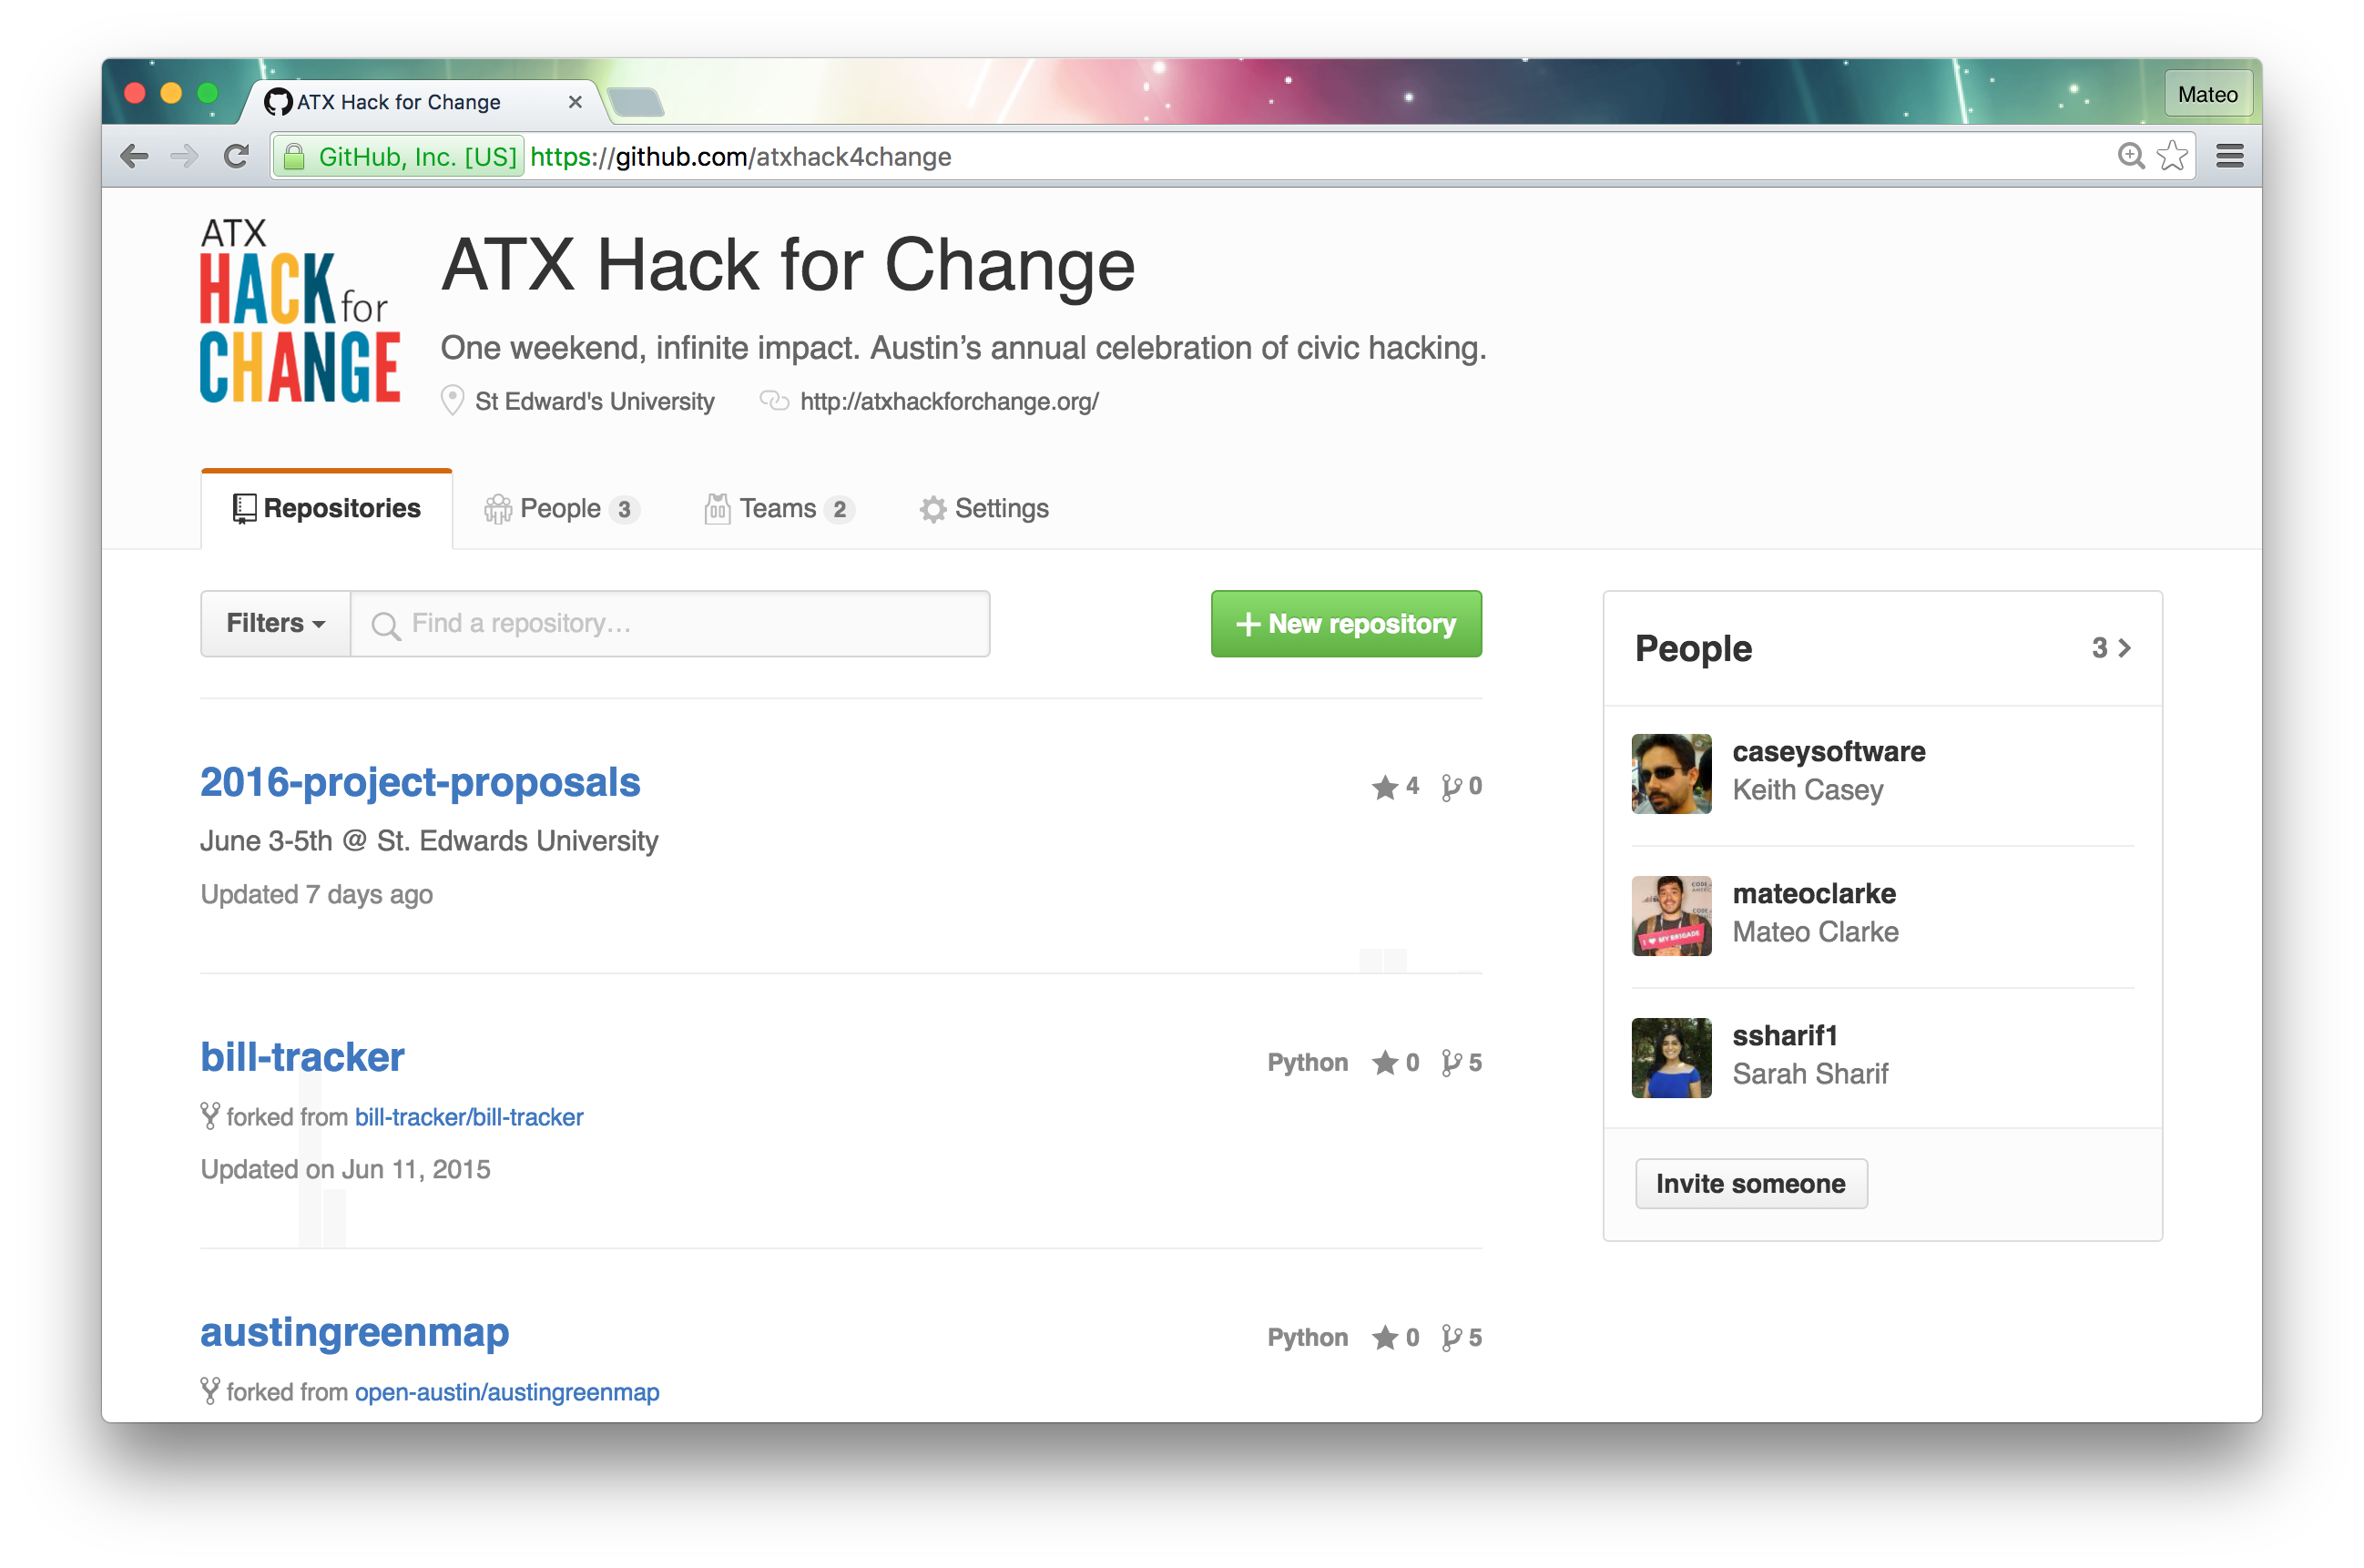 ATX Hack for Change
Mateo
GitHub, Inc. [US] https://github.com/atxhack4change
ATX
HACK for
CHANGE
ATX Hack for Change
One weekend, infinite impact. Austin’s annual celebration of civic hacking.
St Edward's University http://atxhackforchange.org/
Repositories People 3 Teams 2 Settings
Filters Find a repository… New repository
2016-project-proposals 4 0
June 3-5th @ St. Edwards University
Updated 7 days ago
bill-tracker Python 0 5
forked from bill-tracker/bill-tracker
Updated on Jun 11, 2015
austingreenmap Python 0 5
forked from open-austin/austingreenmap
People 3
caseysoftware
Keith Casey
mateoclarke
Mateo Clarke
I ♥ MY BRIGADE
ssharif1
Sarah Sharif
Invite someone